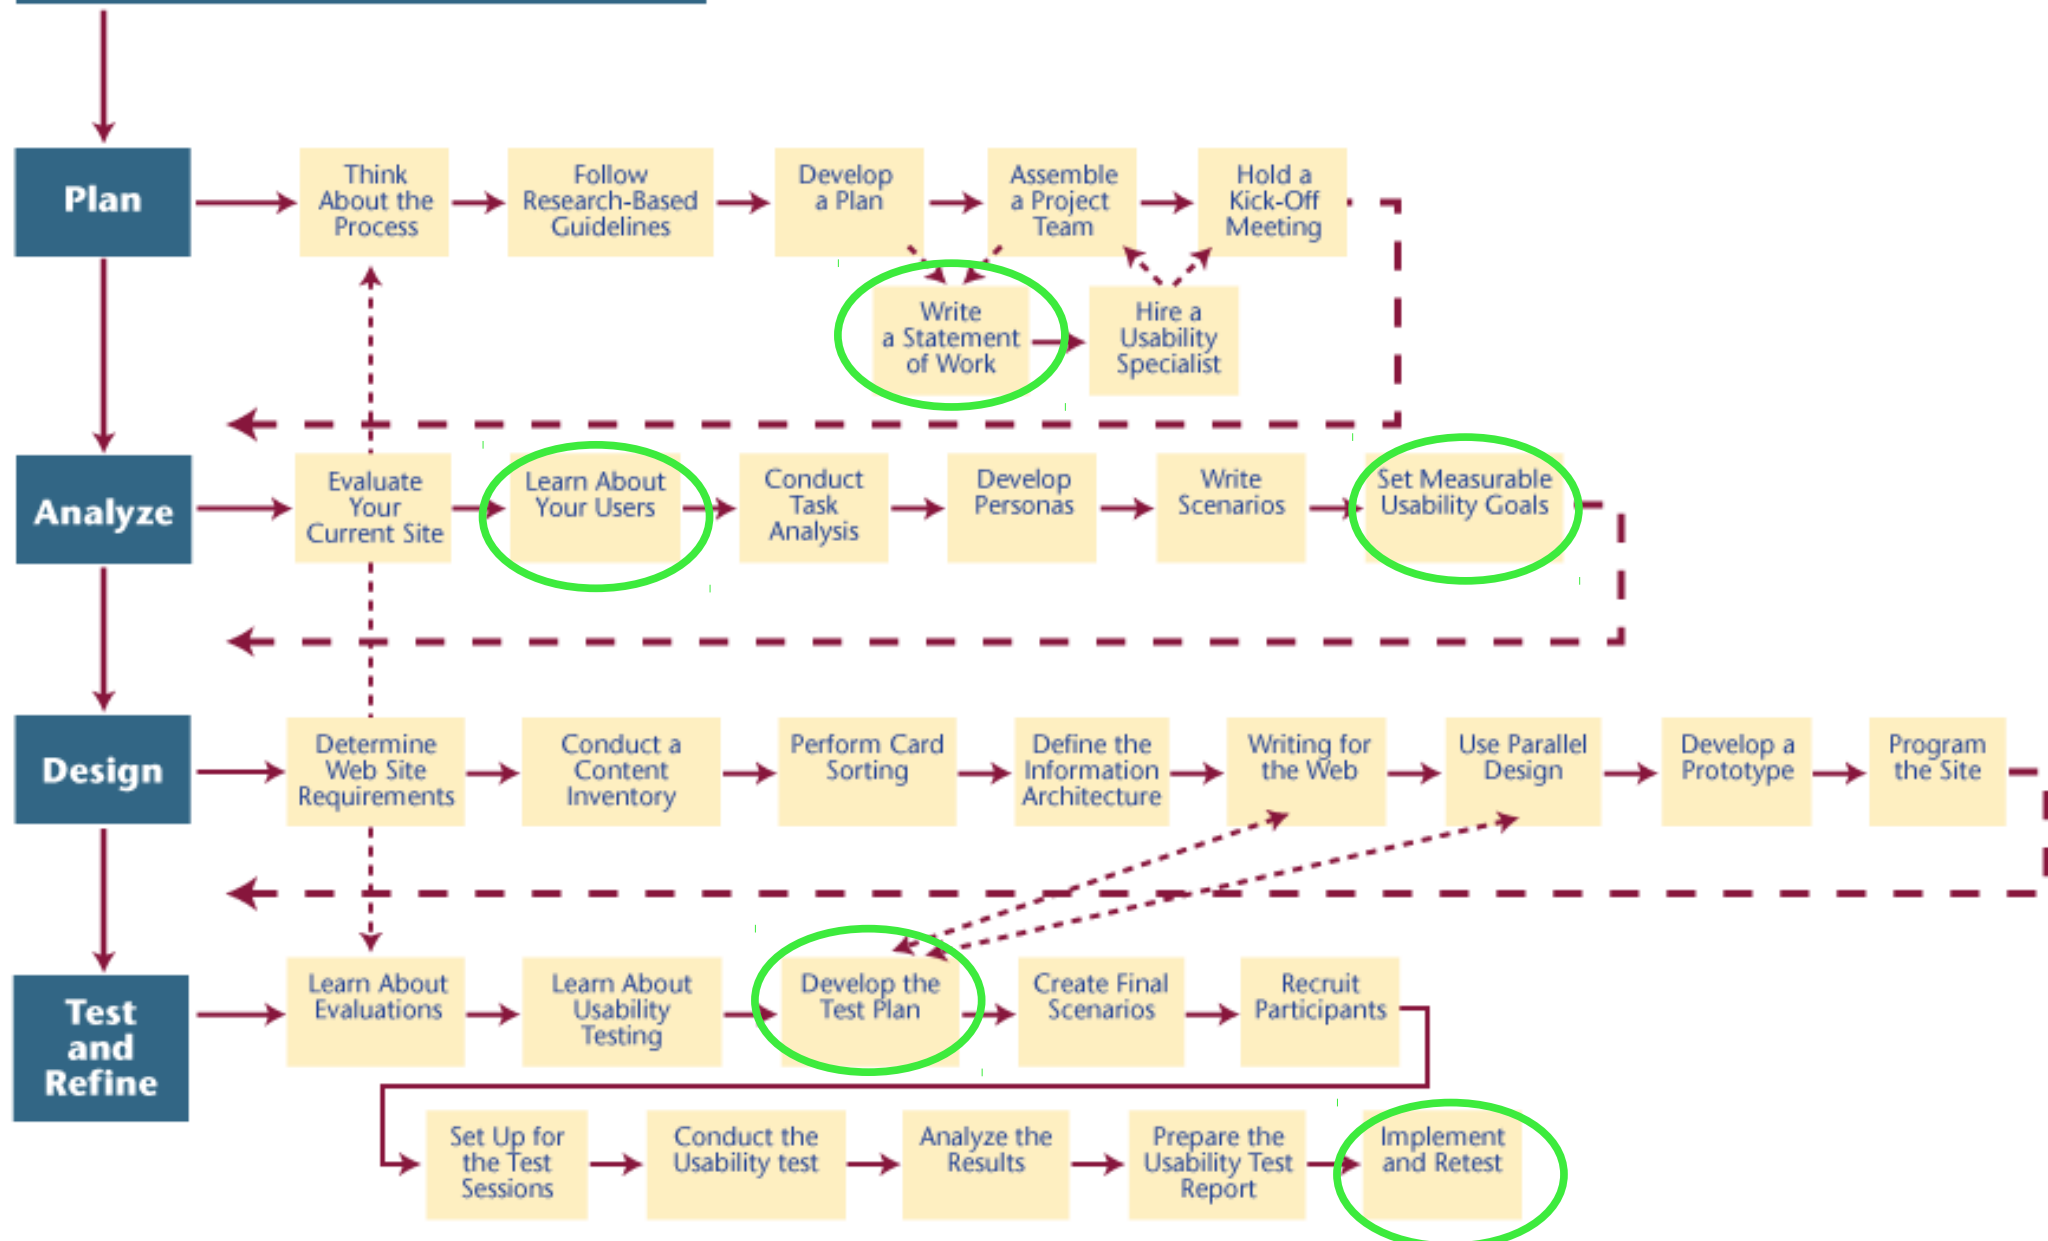 Plan
Think
About the
Process
Follow
Research-Based
Guidelines
Develop
a Plan
Assemble
a Project
Team
Hold a
Kick-Off
Meeting
Write
a Statement
of Work
Hire a
Usability
Specialist
Analyze
Evaluate
Your
Current Site
Learn About
Your Users
Conduct
Task
Analysis
Develop
Personas
Write
Scenarios
Set Measurable
Usability Goals
Design
Determine
Web Site
Requirements
Conduct a
Content
Inventory
Perform Card
Sorting
Define the
Information
Architecture
Writing for
the Web
Use Parallel
Design
Develop a
Prototype
Program
the Site
Test
and
Refine
Learn About
Evaluations
Learn About
Usability
Testing
Develop the
Test Plan
Create Final
Scenarios
Recruit
Participants
Set Up for
the Test
Sessions
Conduct the
Usability test
Analyze the
Results
Prepare the
Usability Test
Report
Implement
and Retest